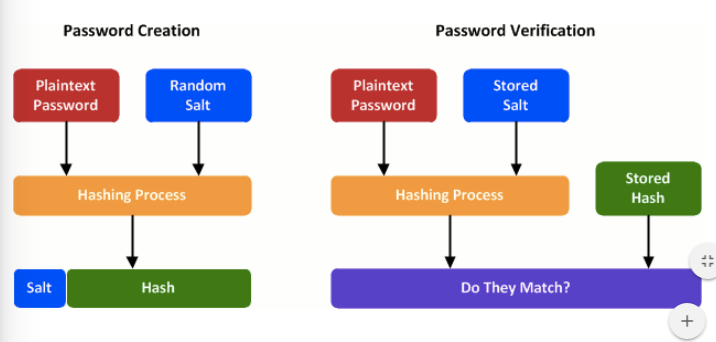 Password Creation
Plaintext
Password
Random
Salt
Hashing Process
Salt
Hash
Password Verification
Plaintext
Password
Stored
Salt
Hashing Process
Stored
Hash
Do They Match?